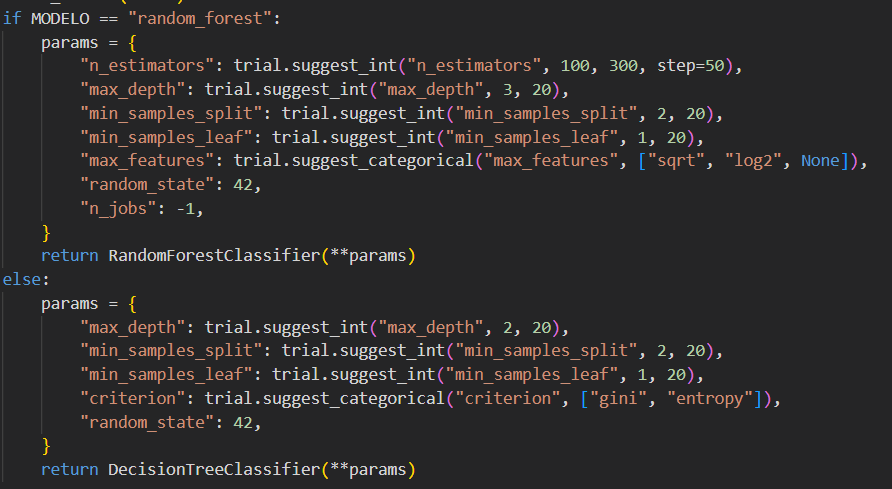 if MODELO == "random_forest":
    params = {
        "n_estimators": trial.suggest_int("n_estimators", 100, 300, step=50),
        "max_depth": trial.suggest_int("max_depth", 3, 20),
        "min_samples_split": trial.suggest_int("min_samples_split", 2, 20),
        "min_samples_leaf": trial.suggest_int("min_samples_leaf", 1, 20),
        "max_features": trial.suggest_categorical("max_features", ["sqrt", "log2", None]),
        "random_state": 42,
        "n_jobs": -1,
    }
    return RandomForestClassifier(**params)
else:
    params = {
        "max_depth": trial.suggest_int("max_depth", 2, 20),
        "min_samples_split": trial.suggest_int("min_samples_split", 2, 20),
        "min_samples_leaf": trial.suggest_int("min_samples_leaf", 1, 20),
        "criterion": trial.suggest_categorical("criterion", ["gini", "entropy"]),
        "random_state": 42,
    }
    return DecisionTreeClassifier(**params)